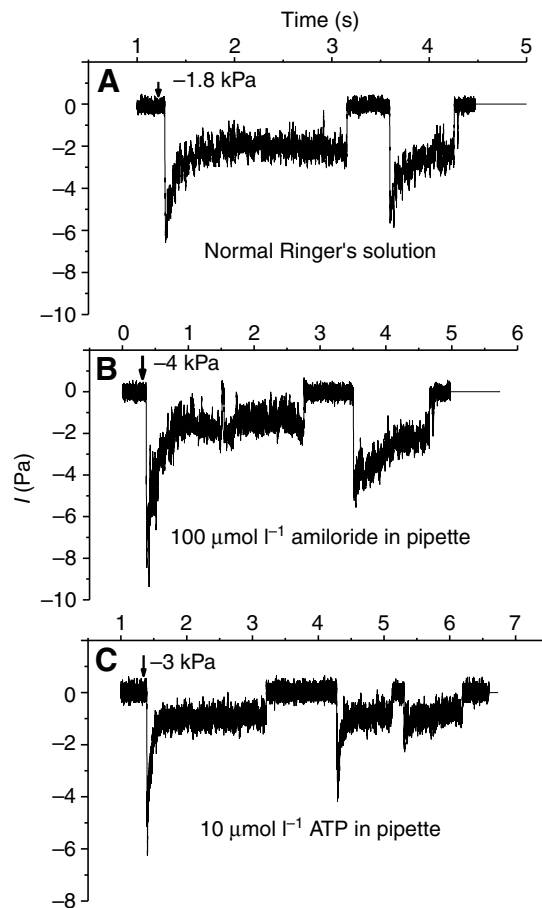 Time (s)
1 2 3 4 5
A
–1.8 kPa
0
–2
–4
–6
–8
–10
Normal Ringer's solution
0 1 2 3 4 5 6
B
–4 kPa
0
–2
–4
–6
–8
–10
I (Pa)
100 μmol l–1 amiloride in pipette
1 2 3 4 5 6 7
C
–3 kPa
0
–2
–4
–6
–8
10 μmol l–1 ATP in pipette